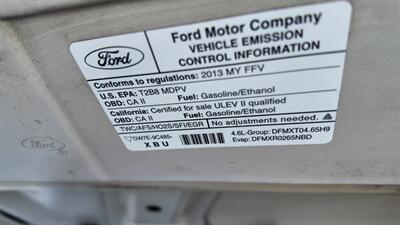 Ford
Ford Motor Company
VEHICLE EMISSION
CONTROL INFORMATION
Conforms to regulations: 2013 MY FFV
U.S. EPA: T2B8 MDPV
OBD: CA II Fuel: Gasoline/Ethanol
California: Certified for sale ULEV II qualified
OBD: CA II Fuel: Gasoline/Ethanol
TWC/AFS/HO2S/SFI/EGR No adjustments needed.
DW7E-9C485-
XBU
4.6L-Group: DFMXT04.65H9
Evap: DFMXR0265NBD